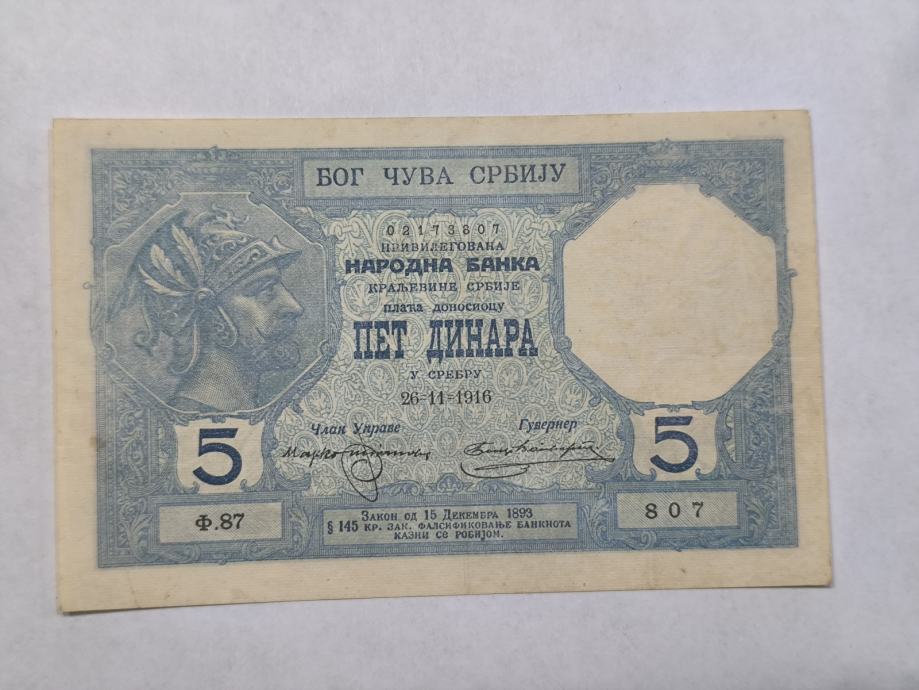 БОГ ЧУВА СРБИЈУ
02173807
ПРИВИЛЕГОВАНА
НАРОДНА БАНКА
КРАЉЕВИНЕ СРБИЈЕ
плаћа доносиоцу
ПЕТ ДИНАРА
У СРЕБРУ
26-11-1916
Члан Управе
Гувернер
5
5
Ф.87
807
Закон од 15 Декембра 1893
§ 145 кр. зак. фалсификовање банкнота
казни се робијом.